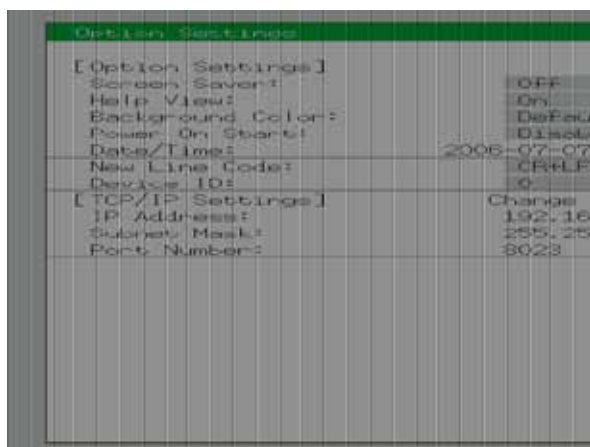 Option Settings
[Option Settings]
Screen Saver: OFF
Help View: On
Background Color: Defau
Power On Start: Disab
Date/Time: 2006-07-07
New Line Code: CR+LF
Device ID: 0
[TCP/IP Settings] Change
IP Address: 192.16
Subnet Mask: 255.25
Port Number: 8023